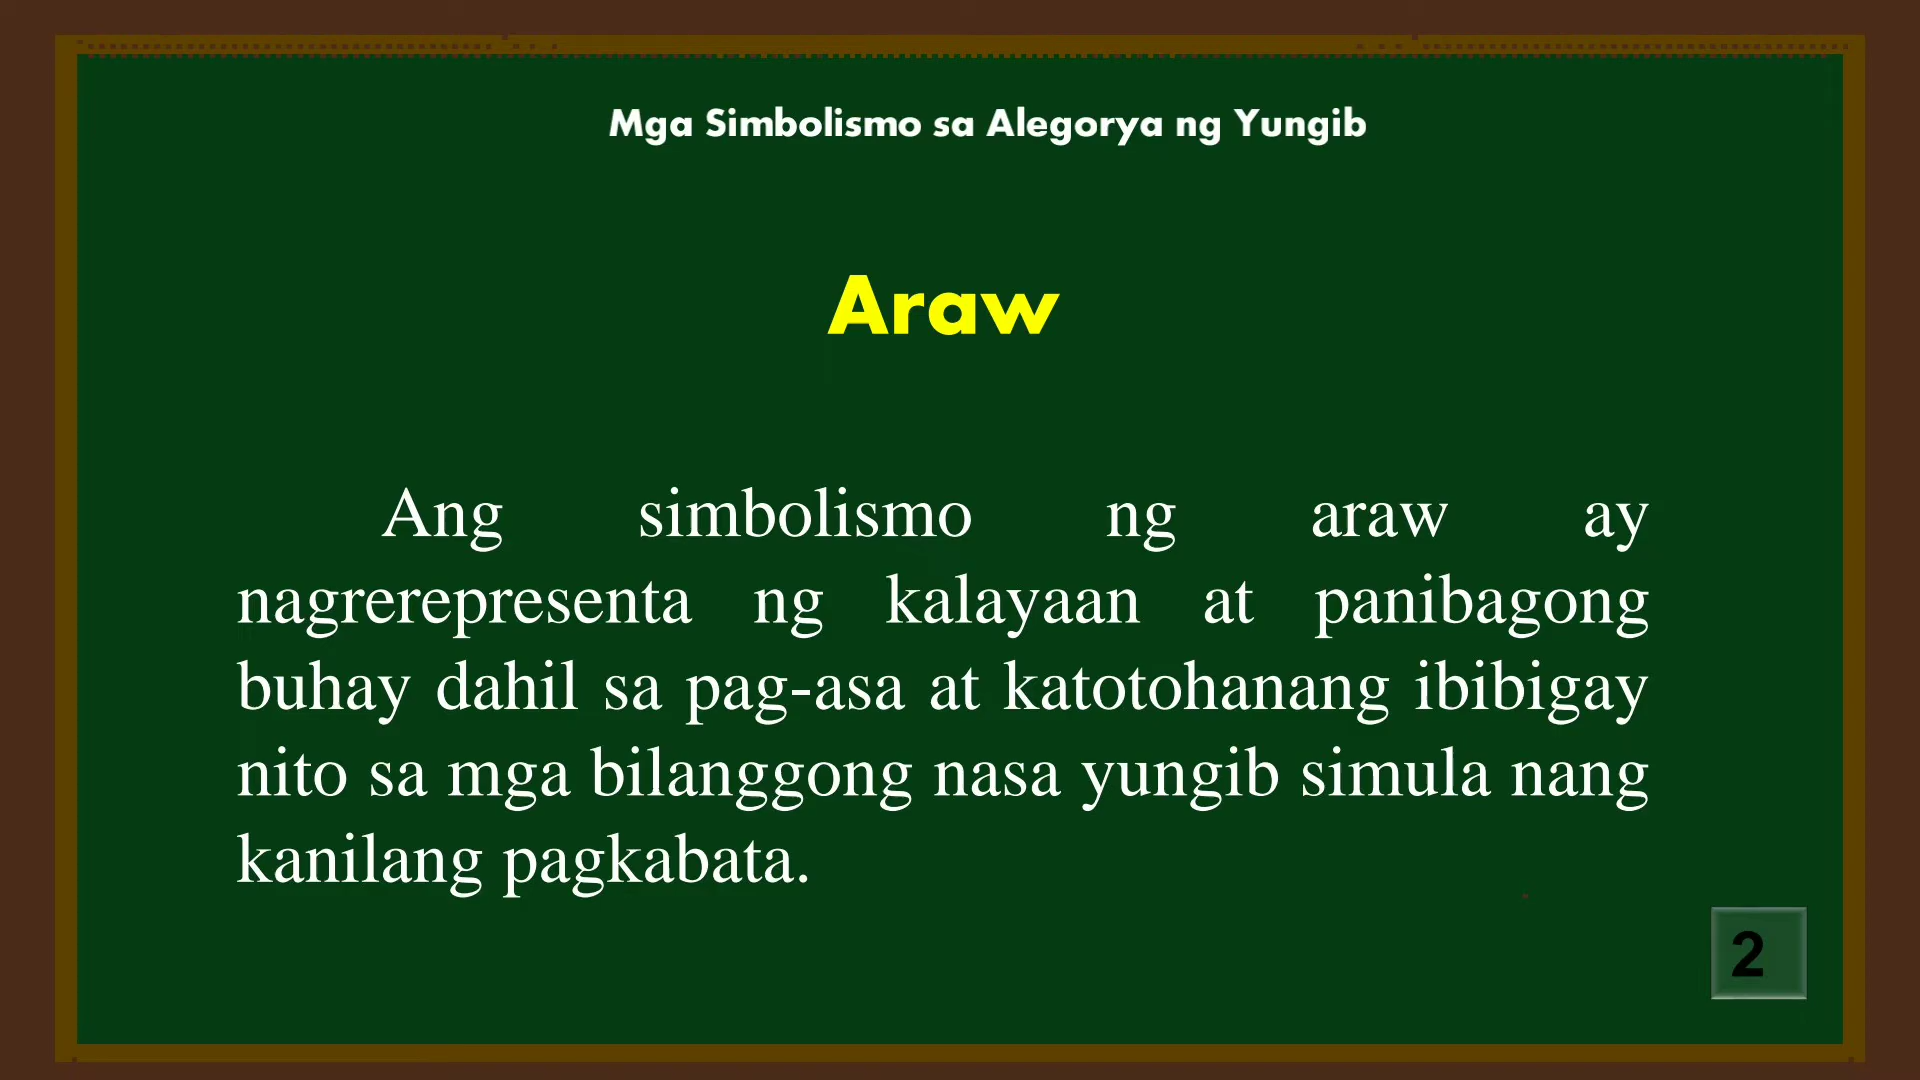 Mga Simbolismo sa Alegorya ng Yungib
Araw
Ang simbolismo ng araw ay
nagrerepresenta ng kalayaan at panibagong
buhay dahil sa pag-asa at katotohanang ibibigay
nito sa mga bilanggong nasa yungib simula nang
kanilang pagkabata.
2